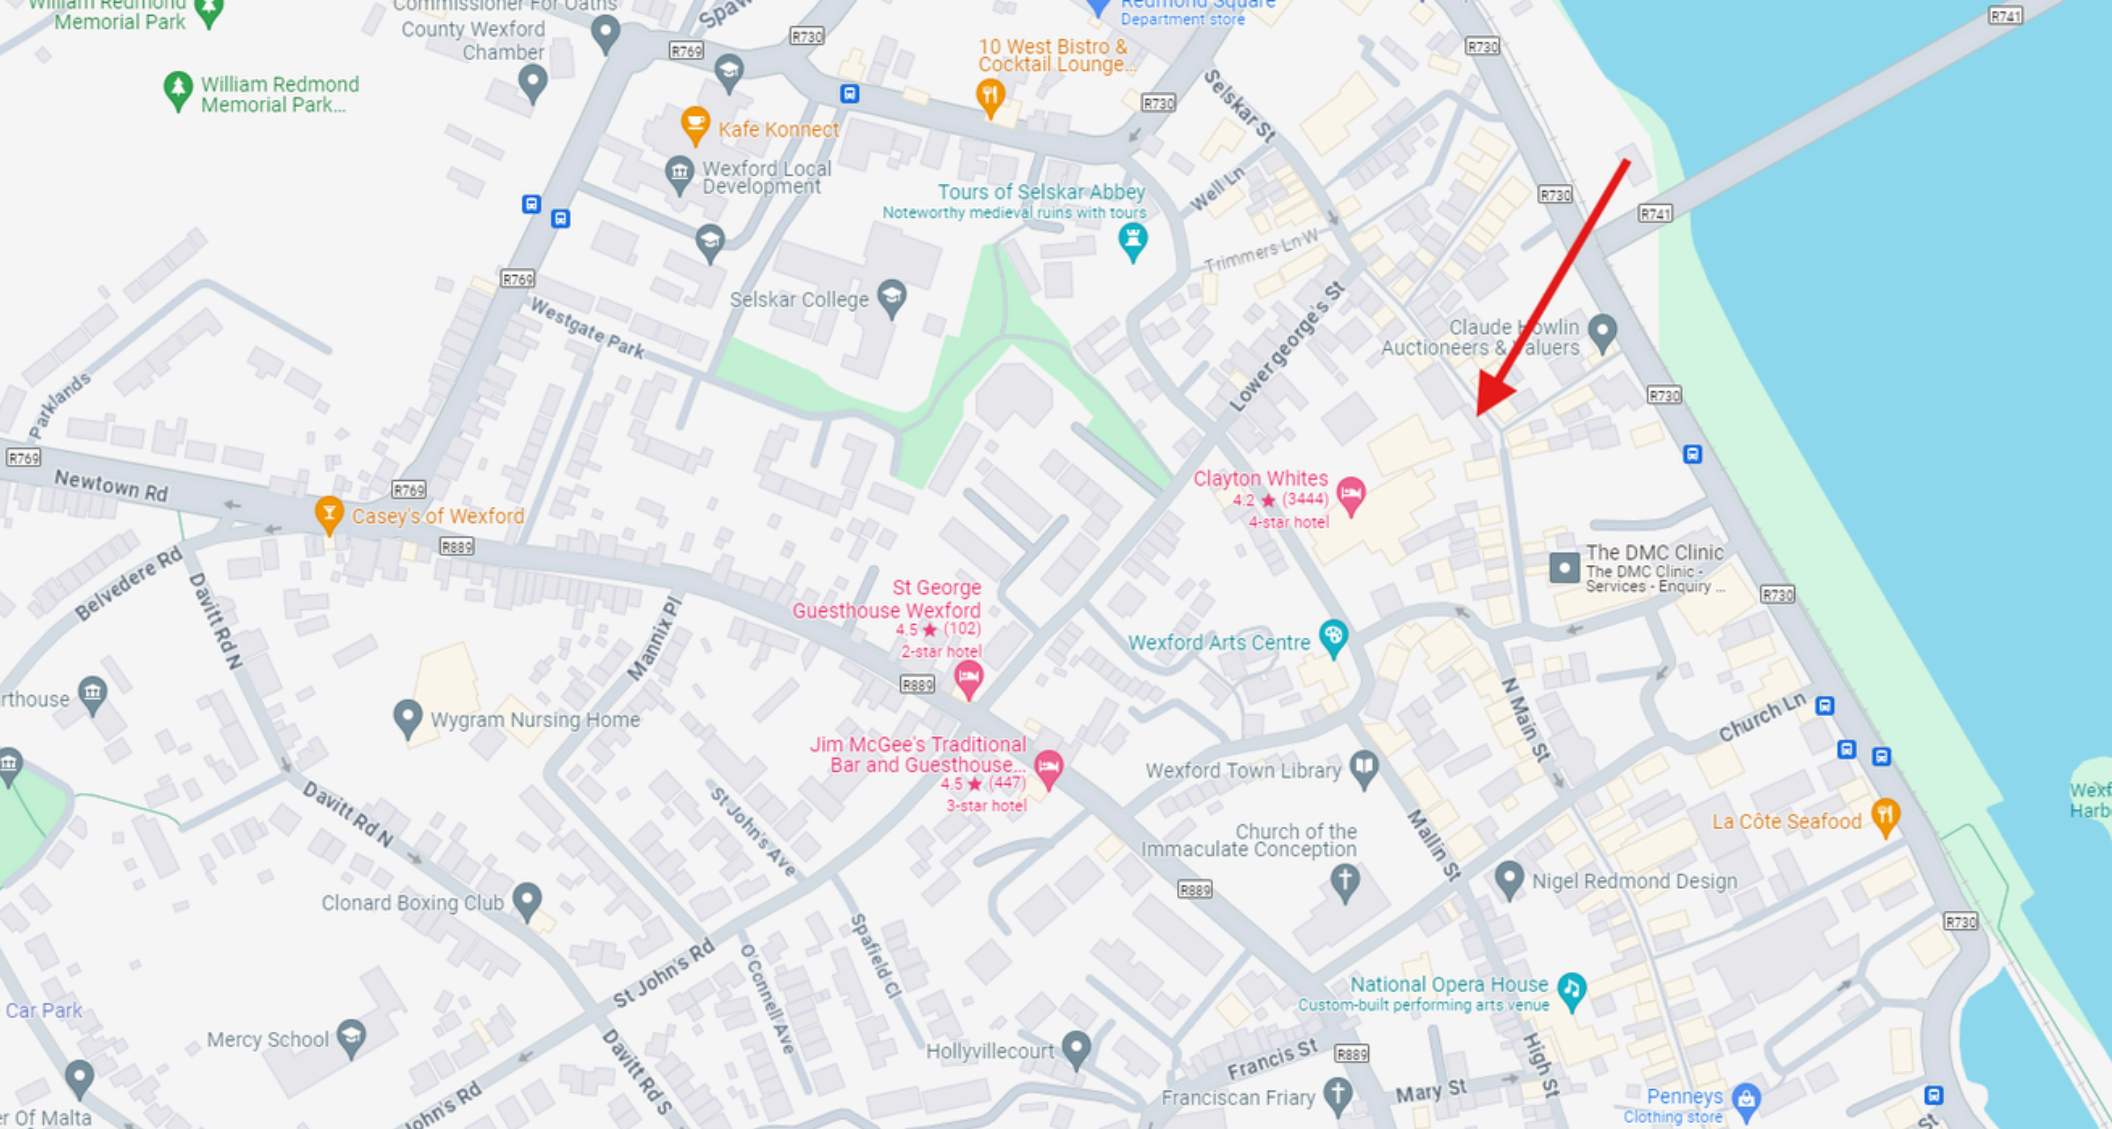 William Redmond
Memorial Park
Commissioner For Oaths
County Wexford
Chamber
R769
R730
Redmond Square
Department store
R730
R741
William Redmond
Memorial Park...
Kafe Konnect
10 West Bistro &
Cocktail Lounge...
R730
Selskar St
Wexford Local
Development
Tours of Selskar Abbey
Noteworthy medieval ruins with tours
Well Ln
R730
R741
Trimmers Ln W
R769
Selskar College
Westgate Park
Lower george's St
Claude Howlin
Auctioneers & Valuers
R730
Parklands
R769
Newtown Rd
R769
Casey's of Wexford
R889
Clayton Whites
4.2 ★ (3444)
4-star hotel
The DMC Clinic
The DMC Clinic -
Services - Enquiry ...
R730
Belvedere Rd
Davitt Rd N
Mannix Pl
St George
Guesthouse Wexford
4.5 ★ (102)
2-star hotel
R889
Wexford Arts Centre
N Main St
Church Ln
rthouse
Wygram Nursing Home
Jim McGee's Traditional
Bar and Guesthouse...
4.5 ★ (447)
3-star hotel
Wexford Town Library
Wexf
Harb
Davitt Rd N
St John's Ave
Church of the
Immaculate Conception
Mallin St
La Côte Seafood
R889
Nigel Redmond Design
Clonard Boxing Club
Spafield Cl
R730
St John's Rd
O'Connell Ave
National Opera House
Custom-built performing arts venue
Car Park
Mercy School
Davitt Rd S
Hollyvillecourt
Francis St
R889
High St
Franciscan Friary
Mary St
Penneys
Clothing store
er Of Malta
John's Rd
St